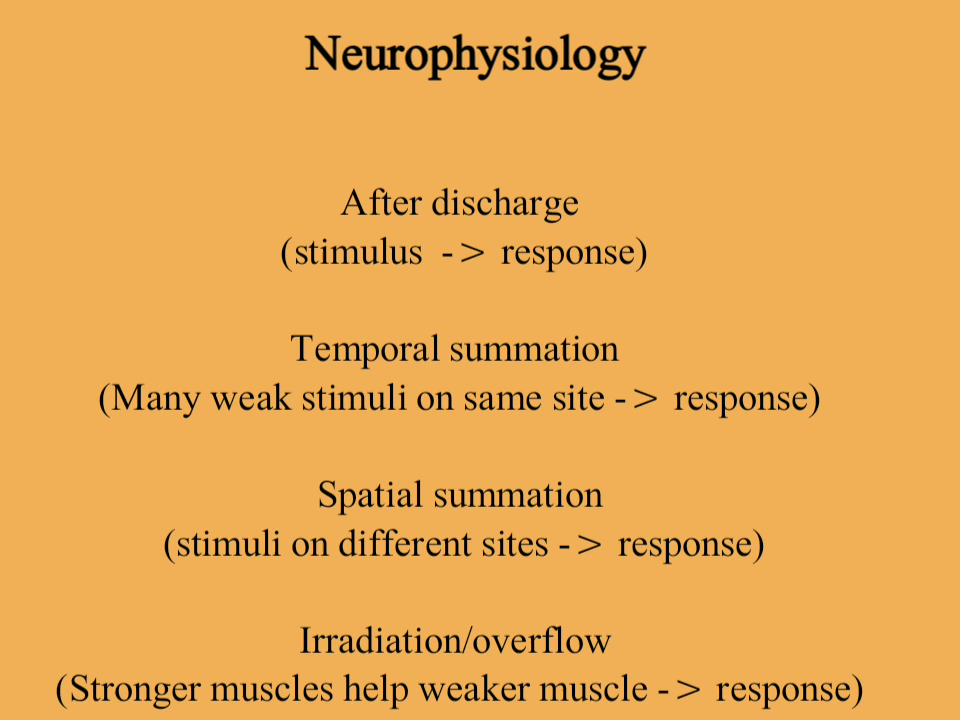 Neurophysiology
After discharge
(stimulus -> response)
Temporal summation
(Many weak stimuli on same site -> response)
Spatial summation
(stimuli on different sites -> response)
Irradiation/overflow
(Stronger muscles help weaker muscle -> response)